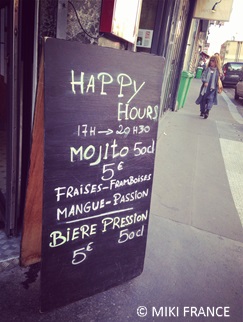 HAPPY
HOURS
17H → 20H30
MOJITO 50cl
5€
FRAISES-FRAMBOISES
MANGUE-PASSION
BIERE PRESSION
5€ 50cl
© MIKI FRANCE